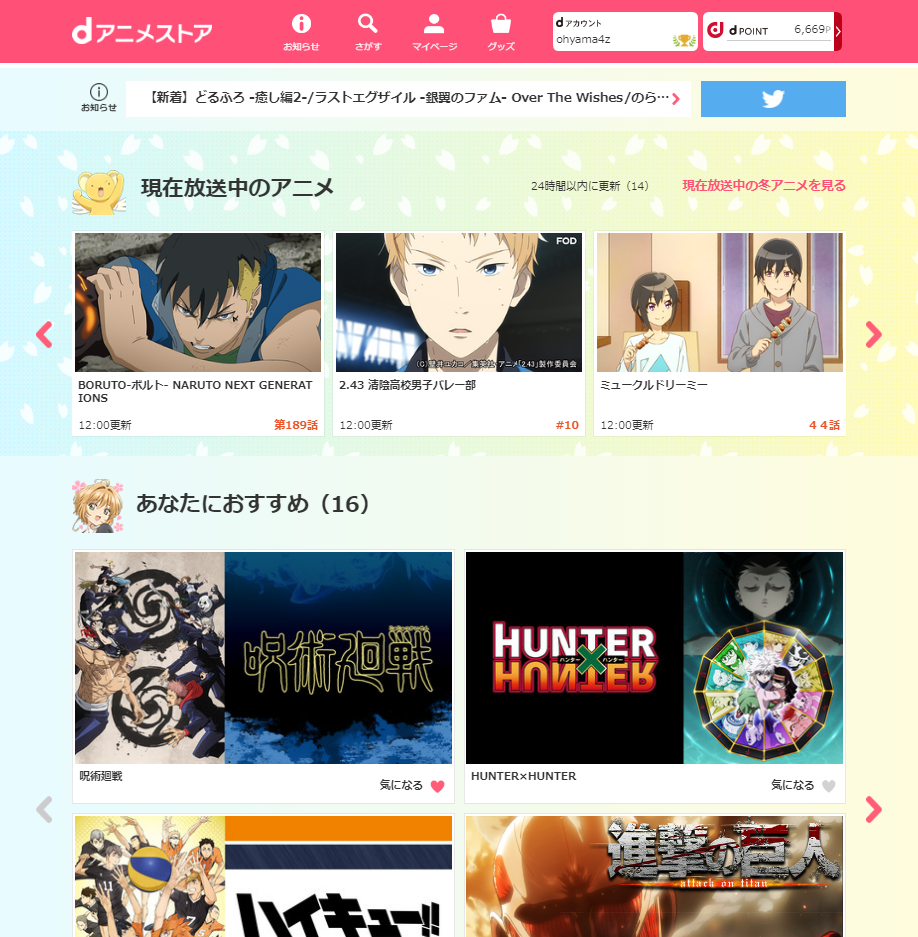 dアニメストア
お知らせ
さがす
マイページ
グッズ
dアカウント
ohyama4z
d POINT
6,669P
お知らせ
【新着】どるふろ -癒し編2-/ラストエグザイル -銀翼のファム- Over The Wishes/のら…
現在放送中のアニメ
24時間以内に更新（14）
現在放送中の冬アニメを見る
FOD
(C)壁井ユカコ／集英社・アニメ「2.43」製作委員会
BORUTO-ボルト- NARUTO NEXT GENERAT
IONS
2.43 清陰高校男子バレー部
ミュークルドリーミー
12:00更新
第189話
12:00更新
#10
12:00更新
４４話
あなたにおすすめ（16）
呪術廻戦
HUNTER
ハンター×ハンター
HUNTER
呪術廻戦
気になる
HUNTER×HUNTER
気になる
ハイキュー!!
進撃の巨人
attack on titan